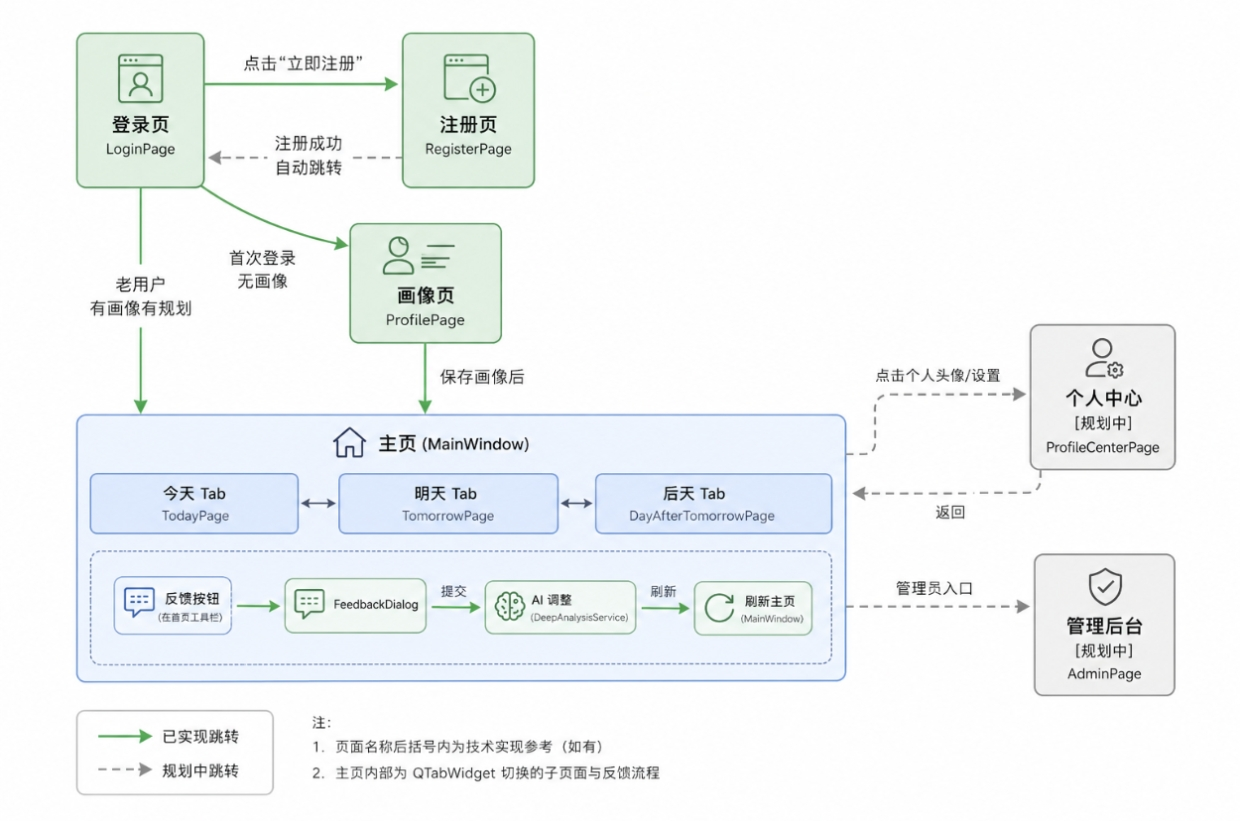 点击“立即注册”
登录页
LoginPage
注册页
RegisterPage
注册成功
自动跳转
首次登录
无画像
老用户
有画像有规划
画像页
ProfilePage
保存画像后
点击个人头像/设置
个人中心
[规划中]
ProfileCenterPage
返回
主页 (MainWindow)
今天 Tab
TodayPage
明天 Tab
TomorrowPage
后天 Tab
DayAfterTomorrowPage
反馈按钮
(在首页工具栏)
FeedbackDialog
提交
AI 调整
(DeepAnalysisService)
刷新
刷新主页
(MainWindow)
管理员入口
管理后台
[规划中]
AdminPage
已实现跳转
规划中跳转
注：
1. 页面名称后括号内为技术实现参考（如有）
2. 主页内部为 QTabWidget 切换的子页面与反馈流程